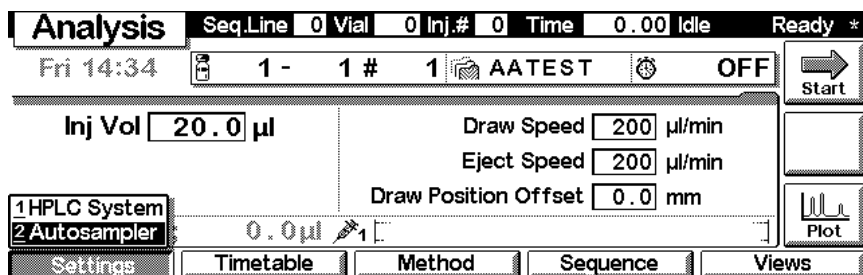 Analysis Seq.Line 0 Vial 0 Inj.# 0 Time 0.00 Idle Ready *
Fri 14:34 1 - 1 # 1 AATEST OFF
Start
Inj Vol 20.0 µl Draw Speed 200 µl/min
Eject Speed 200 µl/min
Draw Position Offset 0.0 mm
1 HPLC System
2 Autosampler : 0.0µl 1 Plot
Settings Timetable Method Sequence Views